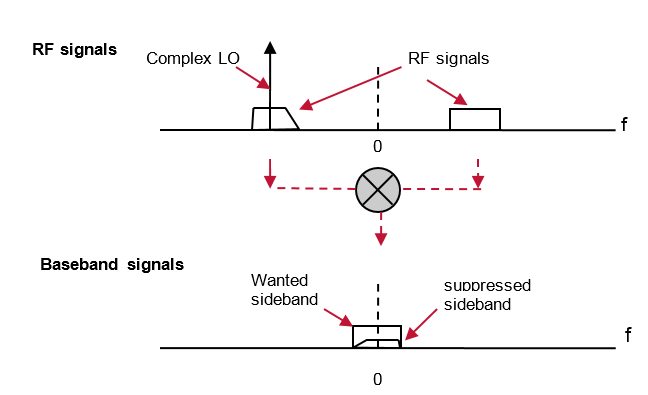 RF signals
Complex LO
RF signals
f
0
Baseband signals
Wanted
sideband
suppressed
sideband
f
0